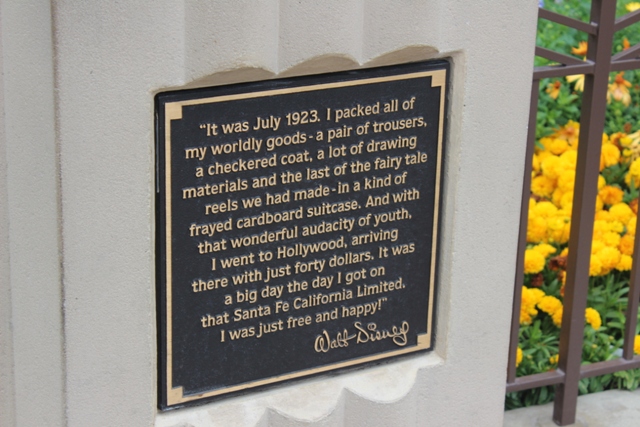 "It was July 1923. I packed all of
my worldly goods - a pair of trousers,
a checkered coat, a lot of drawing
materials and the last of the fairy tale
reels we had made - in a kind of
frayed cardboard suitcase. And with
that wonderful audacity of youth,
I went to Hollywood, arriving
there with just forty dollars. It was
a big day the day I got on
that Santa Fe California Limited.
I was just free and happy!"
Walt Disney